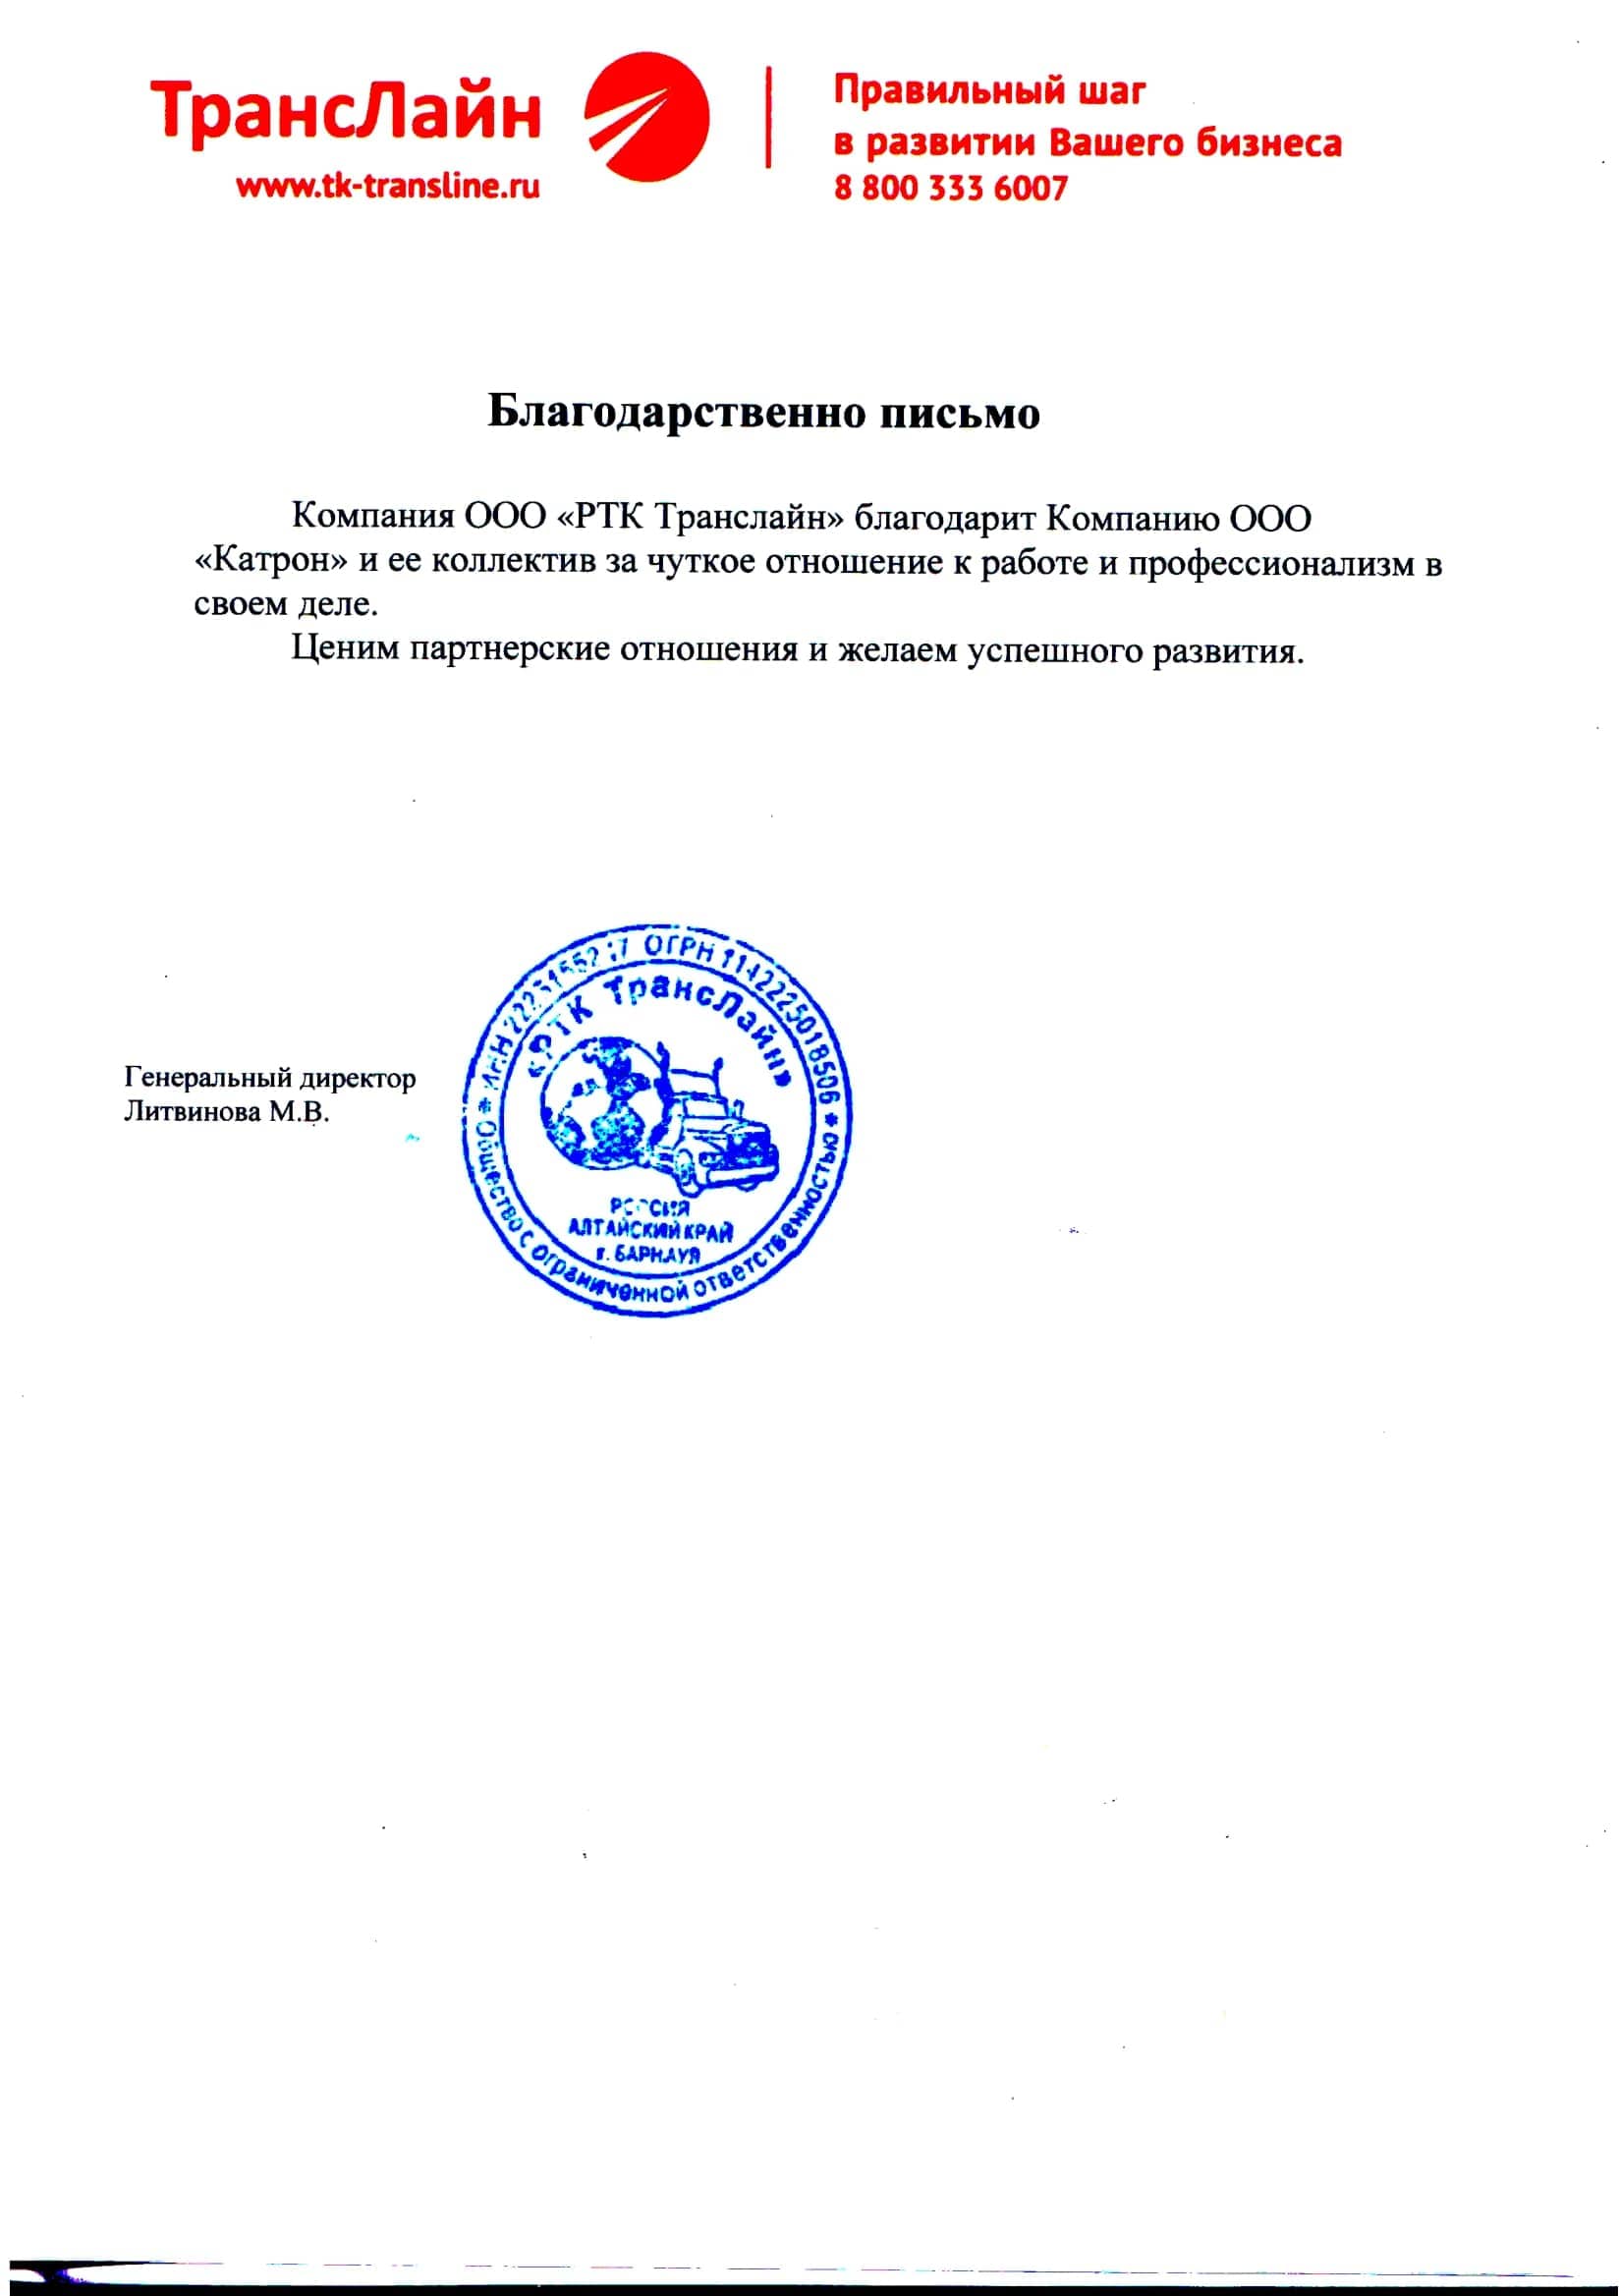 ТрансЛайн
www.tk-transline.ru
Правильный шаг
в развитии Вашего бизнеса
8 800 333 6007
Благодарственно письмо
Компания ООО «РТК Транслайн» благодарит Компанию ООО
«Катрон» и ее коллектив за чуткое отношение к работе и профессионализм в
своем деле.
Ценим партнерские отношения и желаем успешного развития.
Генеральный директор
Литвинова М.В.
ИНН ОГРН 1142225018506
Общество с ограниченной ответственностью
«РТК ТрансЛайн»
РОССИЯ
АЛТАЙСКИЙ КРАЙ
г. БАРНАУЛ